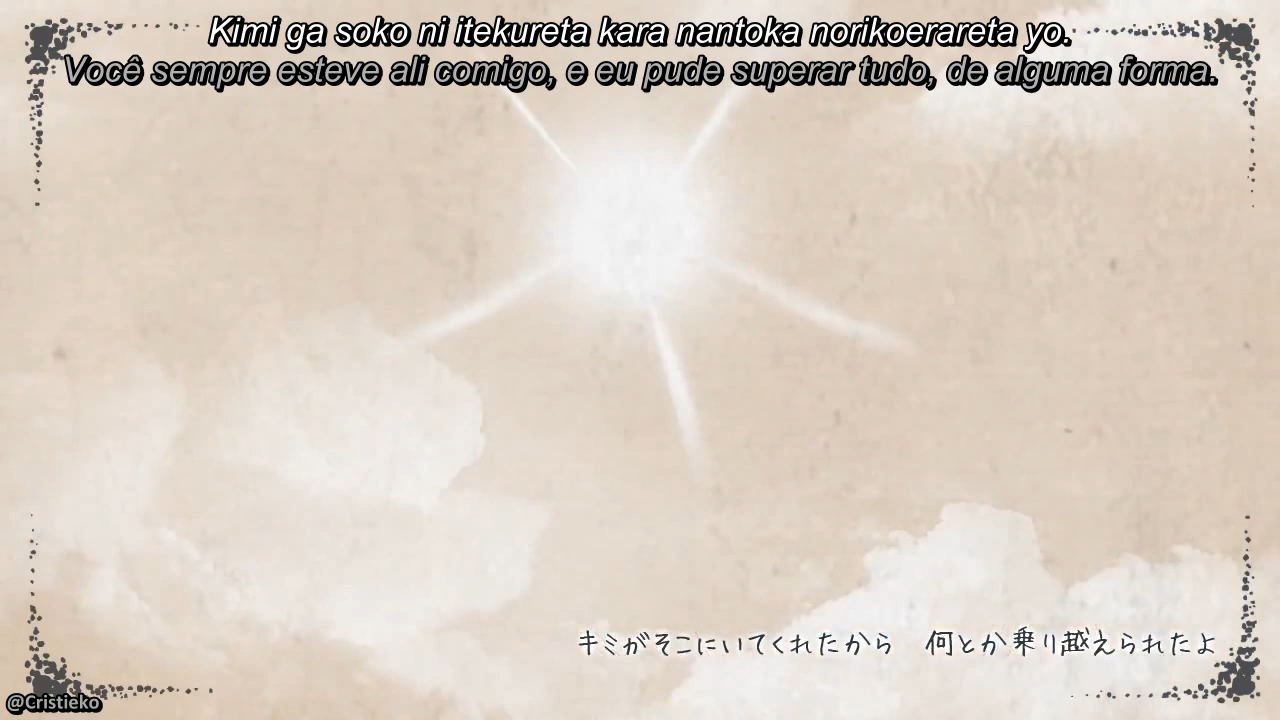 Kimi ga soko ni itekureta kara nantoka norikoerareta yo.
Você sempre esteve ali comigo, e eu pude superar tudo, de alguma forma.
キミがそこにいてくれたから　何とか乗り越えられたよ
@Cristieko